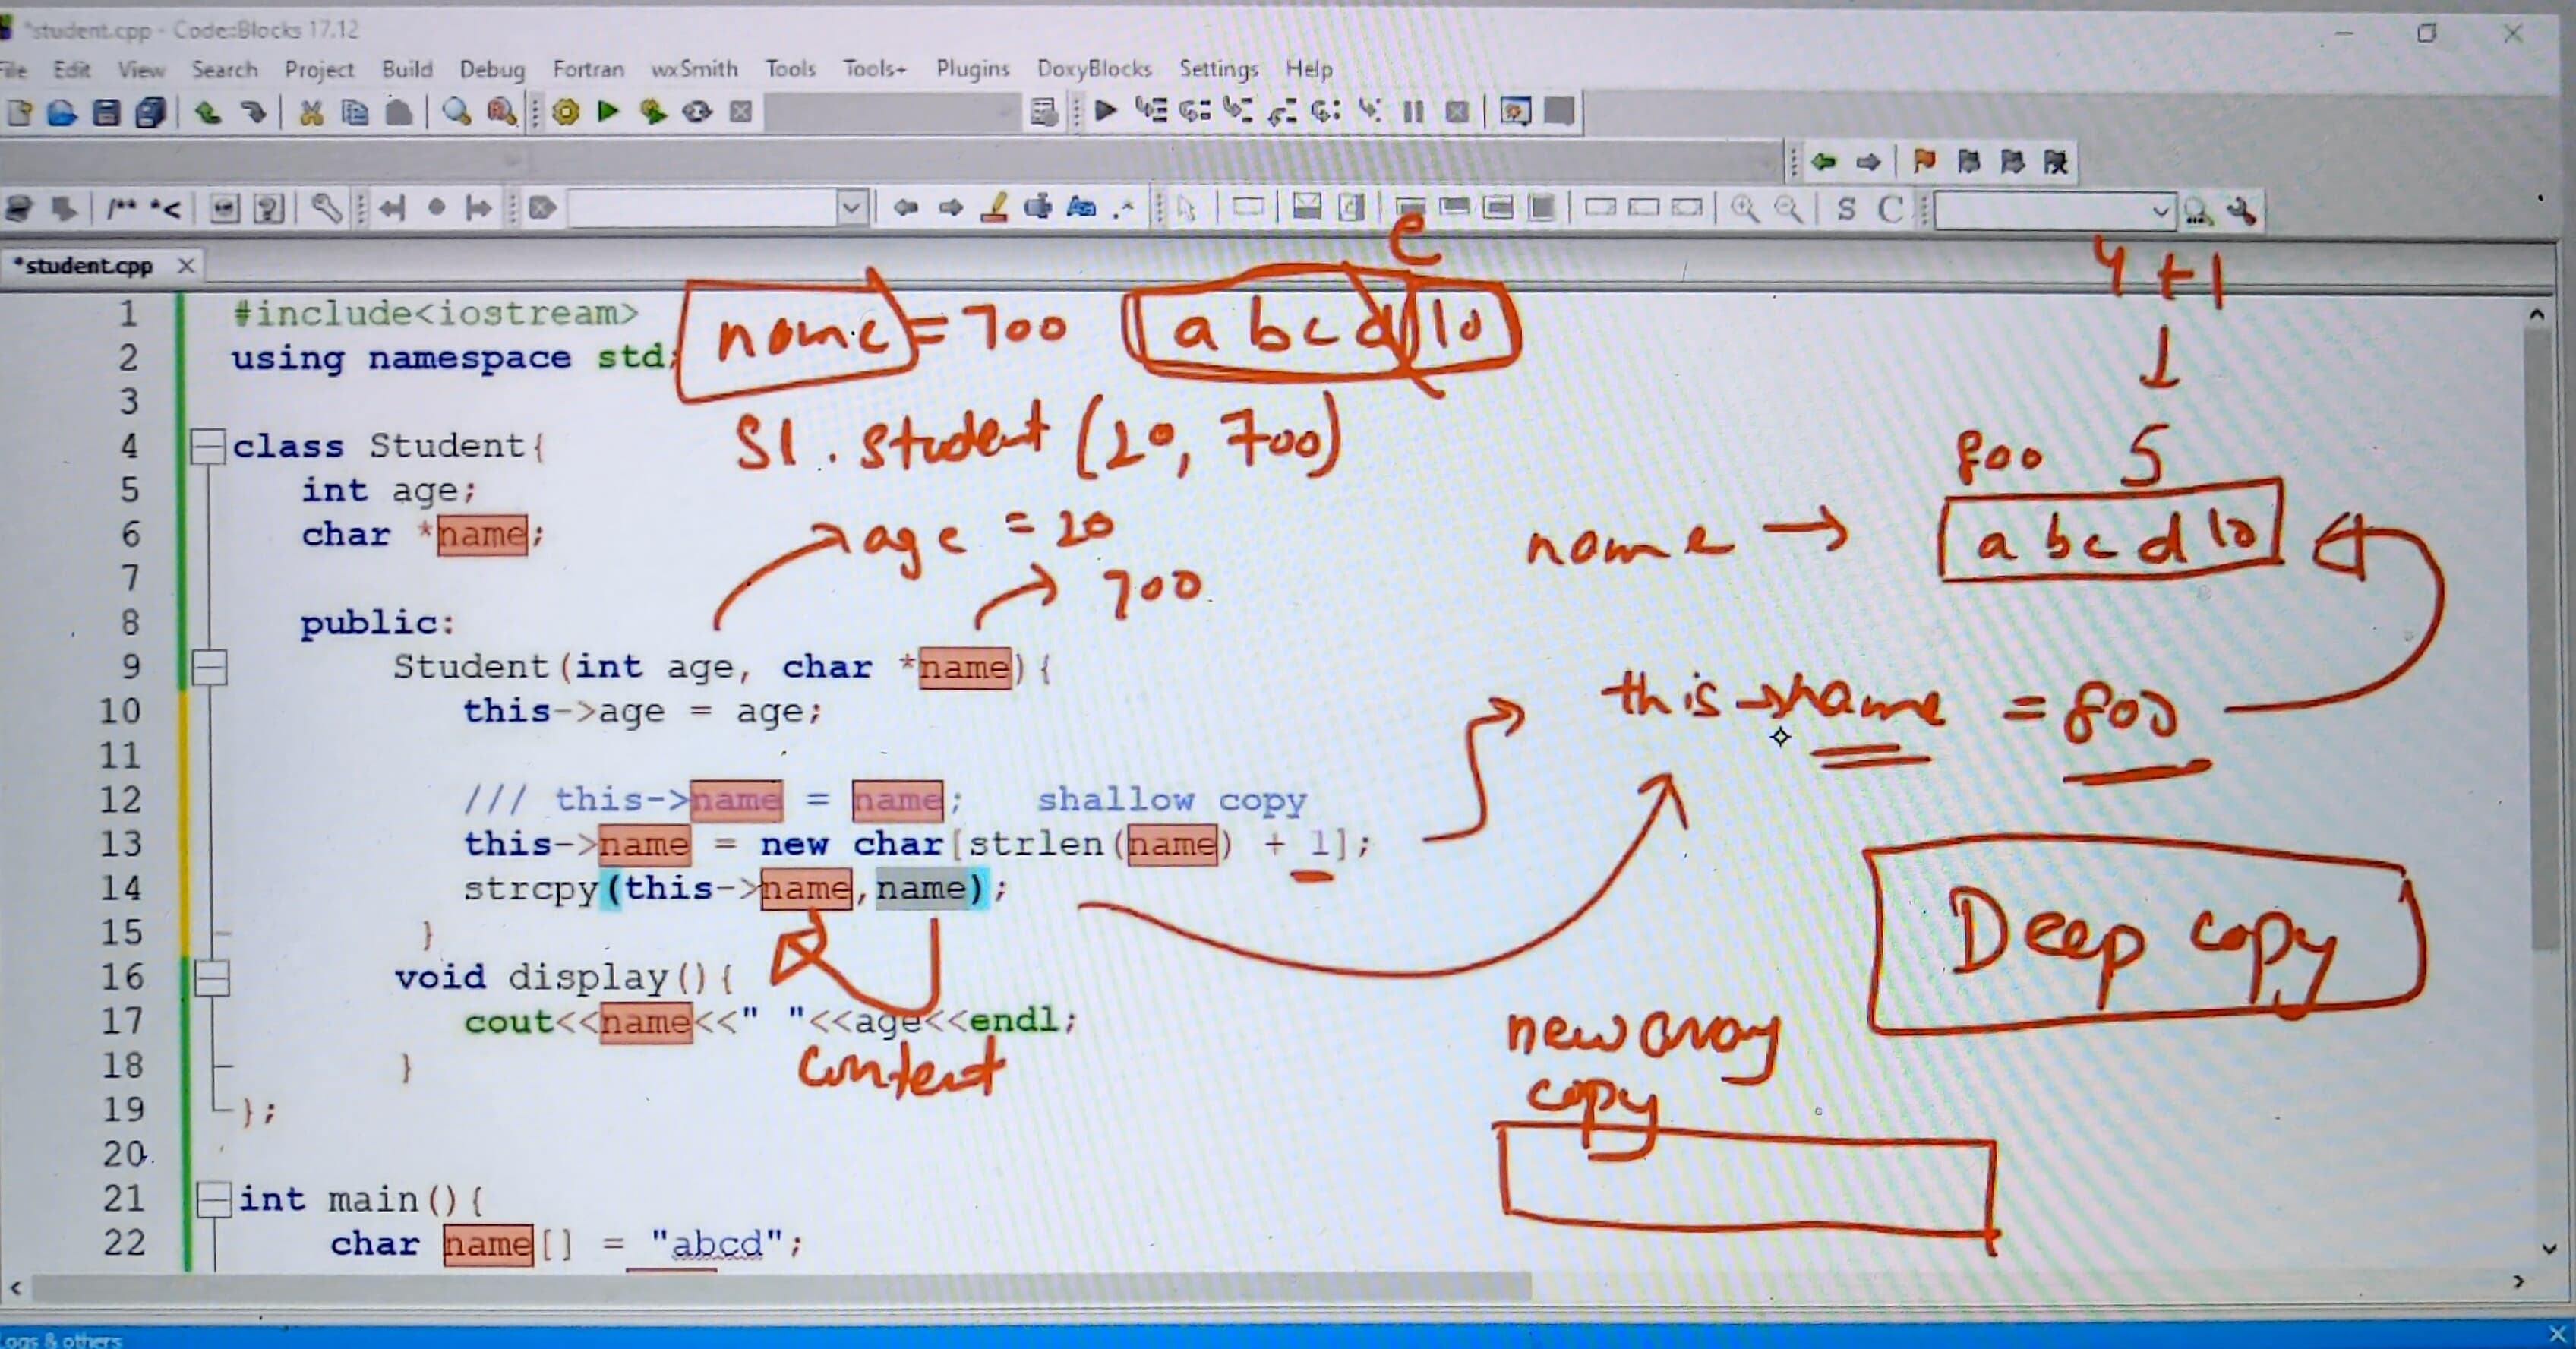 *student.cpp - Code::Blocks 17.12
File Edit View Search Project Build Debug Fortran wxSmith Tools Tools+ Plugins DoxyBlocks Settings Help
/** *<
S C
*student.cpp
e
4 + 1
1 #include<iostream>
name = 700 a b c d \0
2 using namespace std;
3
S1 . student (20, 700)
4 class Student{
800 5
5 int age;
age = 20
6 char *name;
name → a b c d \0
7
700
8 public:
9 Student(int age, char *name){
this→name = 800
10 this->age = age;
11
12 /// this->name = name; shallow copy
13 this->name = new char[strlen(name) + 1];
14 strcpy(this->name,name);
Deep copy
15 }
16 void display(){
17 cout<<name<<" "<<age<<endl;
new array
content
18 }
copy
19 };
20
21 int main(){
22 char name[] = "abcd";
Logs & others